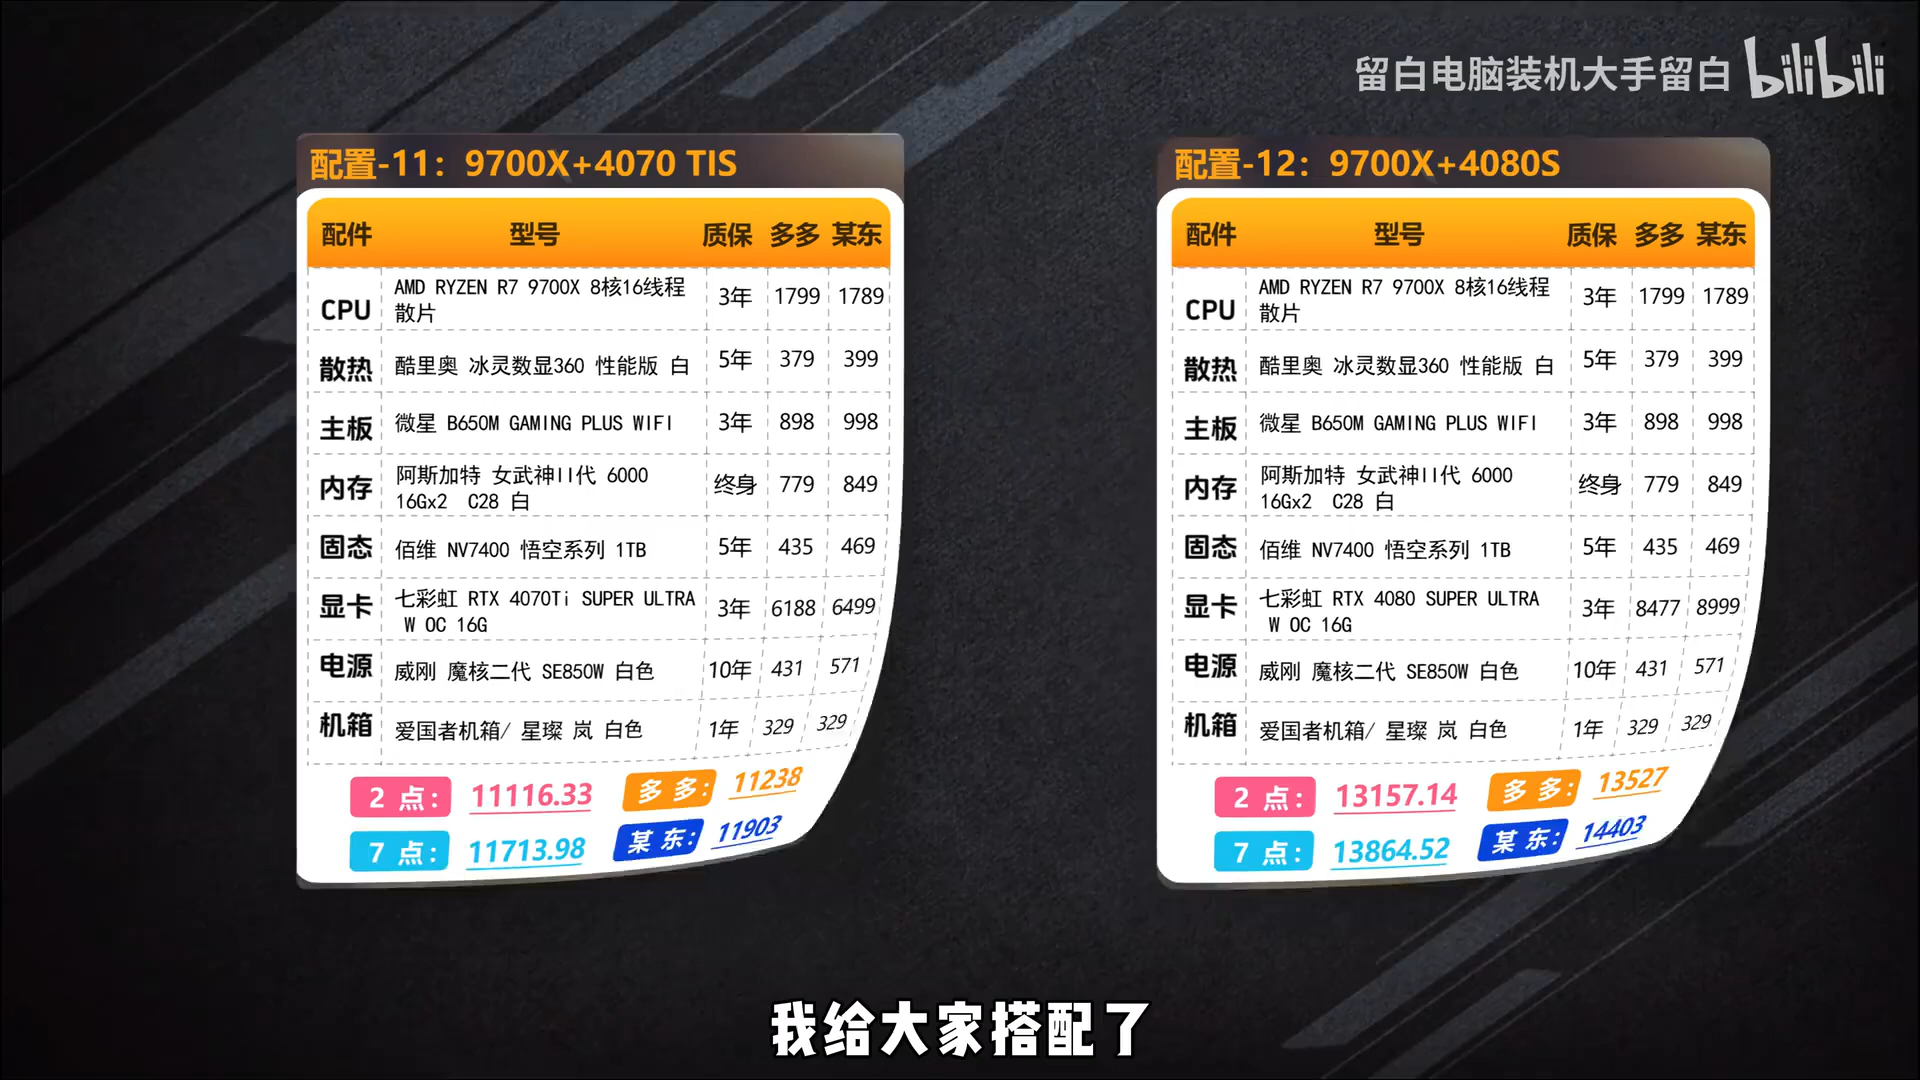 留白电脑装机大手留白 bilibili
配置-11：9700X+4070 TIS
配件 型号 质保 多多 某东
CPU AMD RYZEN R7 9700X 8核16线程 散片 3年 1799 1789
散热 酷里奥 冰灵数显360 性能版 白 5年 379 399
主板 微星 B650M GAMING PLUS WIFI 3年 898 998
内存 阿斯加特 女武神II代 6000 16Gx2 C28 白 终身 779 849
固态 佰维 NV7400 悟空系列 1TB 5年 435 469
显卡 七彩虹 RTX 4070Ti SUPER ULTRA W OC 16G 3年 6188 6499
电源 威刚 魔核二代 SE850W 白色 10年 431 571
机箱 爱国者机箱/ 星璨 岚 白色 1年 329 329
2 点： 11116.33 多多： 11238
7 点： 11713.98 某东： 11903
配置-12：9700X+4080S
配件 型号 质保 多多 某东
CPU AMD RYZEN R7 9700X 8核16线程 散片 3年 1799 1789
散热 酷里奥 冰灵数显360 性能版 白 5年 379 399
主板 微星 B650M GAMING PLUS WIFI 3年 898 998
内存 阿斯加特 女武神II代 6000 16Gx2 C28 白 终身 779 849
固态 佰维 NV7400 悟空系列 1TB 5年 435 469
显卡 七彩虹 RTX 4080 SUPER ULTRA W OC 16G 3年 8477 8999
电源 威刚 魔核二代 SE850W 白色 10年 431 571
机箱 爱国者机箱/ 星璨 岚 白色 1年 329 329
2 点： 13157.14 多多： 13527
7 点： 13864.52 某东： 14403
我给大家搭配了